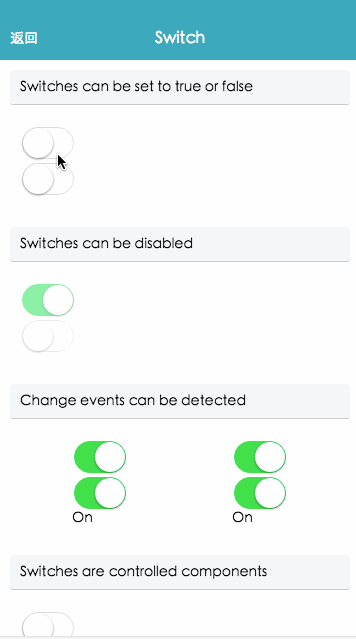 返回
Switch
Switches can be set to true or false
Switches can be disabled
Change events can be detected
On
On
Switches are controlled components